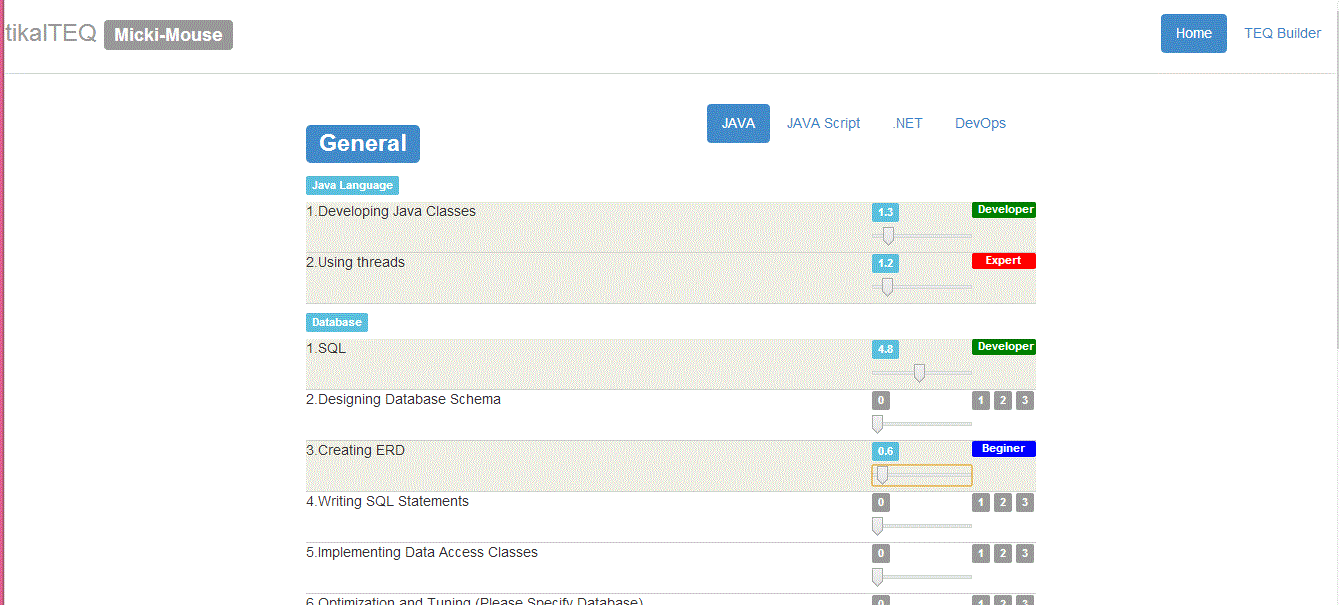 tikalTEQ Micki-Mouse Home TEQ Builder
JAVA JAVA Script .NET DevOps
General
Java Language
1.Developing Java Classes 1.3 Developer
2.Using threads 1.2 Expert
Database
1.SQL 4.8 Developer
2.Designing Database Schema 0 1 2 3
3.Creating ERD 0.6 Beginer
4.Writing SQL Statements 0 1 2 3
5.Implementing Data Access Classes 0 1 2 3
6.Optimization and Tuning (Please Specify Database) 0 1 2 3